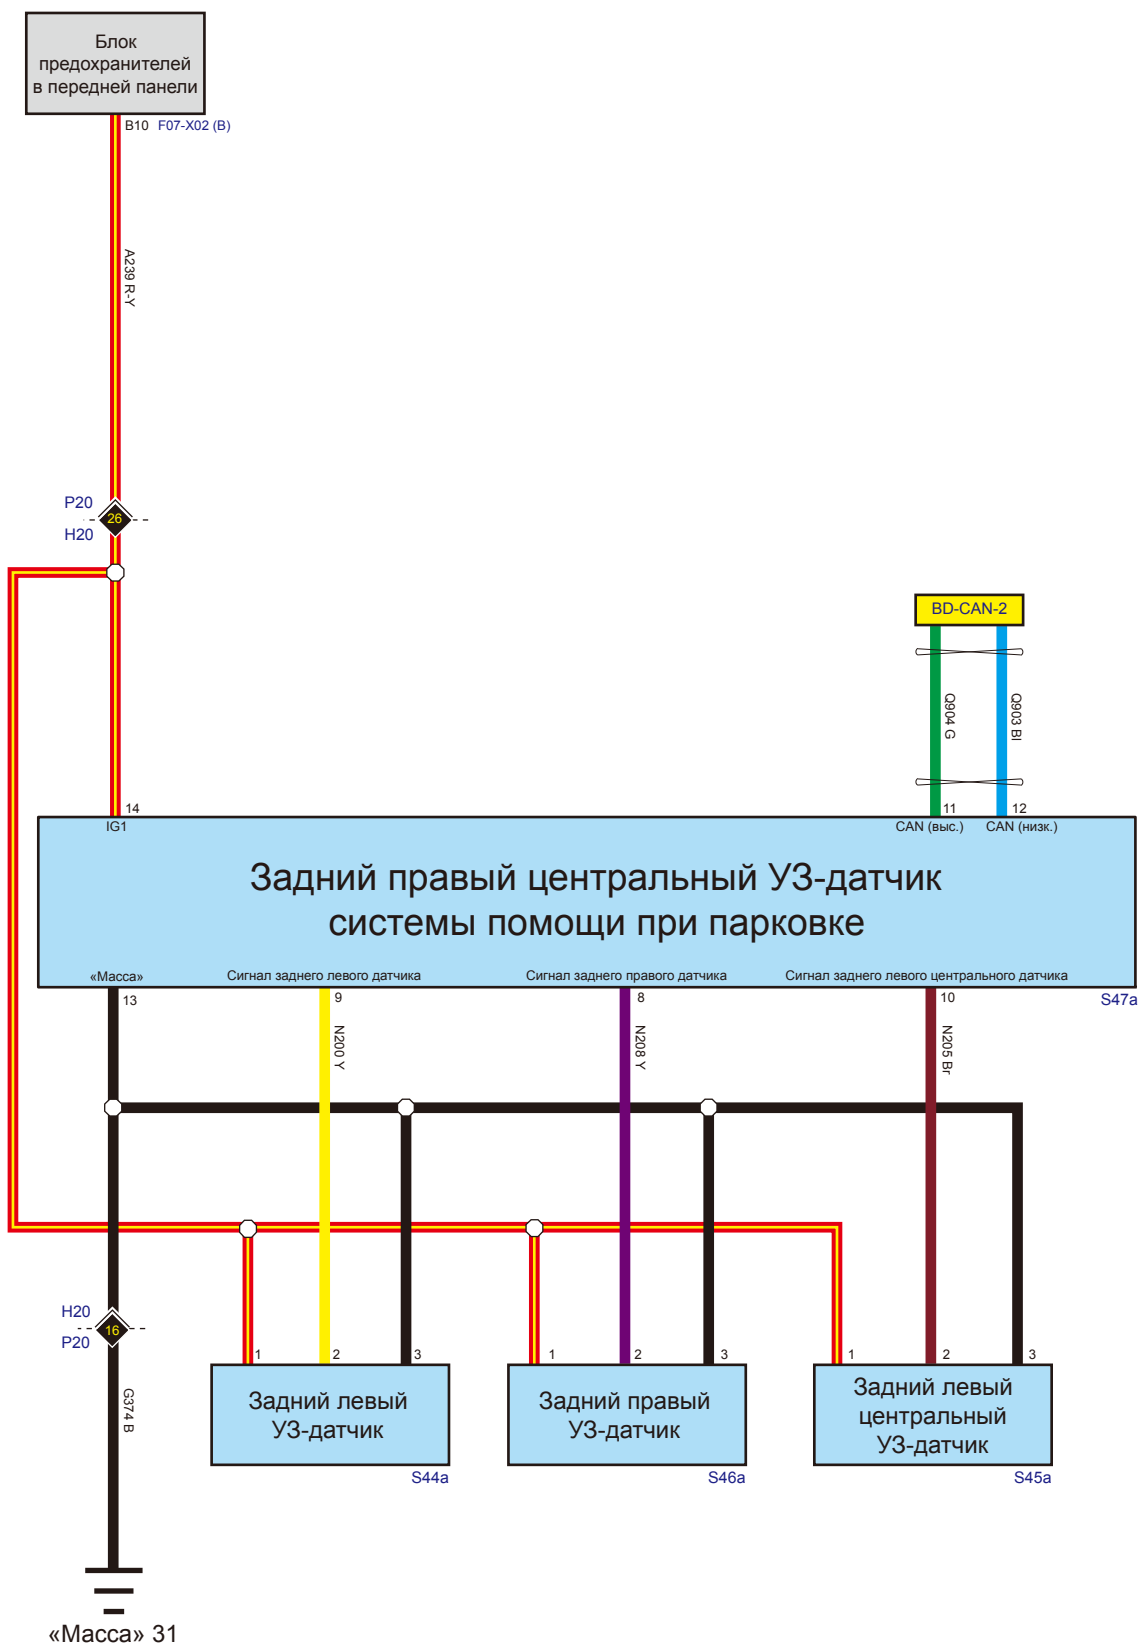 Блок
предохранителей
в передней панели
B10 F07-X02 (B)
A239 R-Y
P20
26
H20
BD-CAN-2
Q904 G
Q903 Bl
14
11
12
IG1
CAN (выс.)
CAN (низк.)
Задний правый центральный УЗ-датчик
системы помощи при парковке
«Масса»
Сигнал заднего левого датчика
Сигнал заднего правого датчика
Сигнал заднего левого центрального датчика
13
9
8
10
S47a
N200 Y
N208 Y
N205 Br
H20
16
P20
G374 B
1
2
3
1
2
3
1
2
3
Задний левый
УЗ-датчик
Задний правый
УЗ-датчик
Задний левый
центральный
УЗ-датчик
S44a
S46a
S45a
«Масса» 31